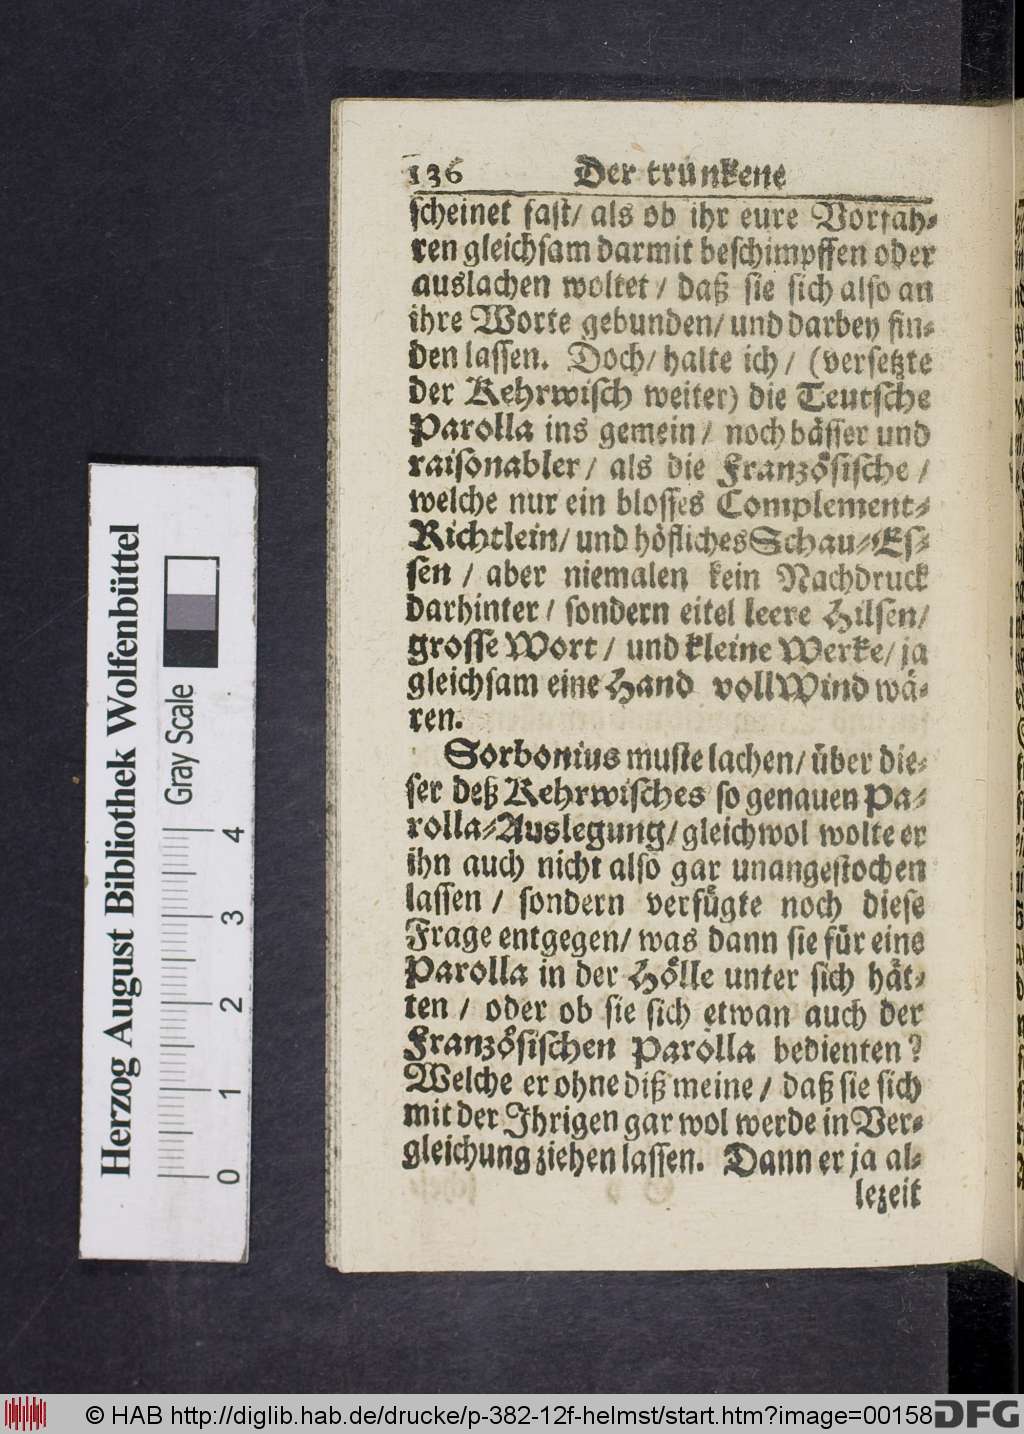 136 Der trunkene
scheinet fast/ als ob ihr eure Vorfah-
ren gleichsam darmit beschimpffen oder
auslachen woltet / daß sie sich also an
ihre Worte gebunden/ und darbey fin-
den lassen. Doch/ halte ich / (versetzte
der Kehrwisch weiter) die Teutsche
Parolla ins gemein / noch bässer und
raisonabler / als die Französische /
welche nur ein blosses Complement-
Richtlein/ und höfliches Schau-Es-
sen / aber niemalen kein Nachdruck
darhinter / sondern eitel leere Hilsen/
grosse Wort / und kleine Werke/ ja
gleichsam eine Hand voll Wind wä-
ren.
Sorbonius muste lachen/ über die-
ser deß Kehrwisches so genauen Pa-
rolla-Auslegung/ gleichwol wolte er
ihn auch nicht also gar unangestochen
lassen / sondern verfügte noch diese
Frage entgegen/ was dann sie für eine
Parolla in der Hölle unter sich hät-
ten / oder ob sie sich etwan auch der
Französischen Parolla bedienten?
Welche er ohne diß meine / daß sie sich
mit der Ihrigen gar wol werde in Ver-
gleichung ziehen lassen. Dann er ja al-
lezeit
Herzog August Bibliothek Wolfenbüttel
Gray Scale
0 1 2 3 4
© HAB http://diglib.hab.de/drucke/p-382-12f-helmst/start.htm?image=00158
DFG